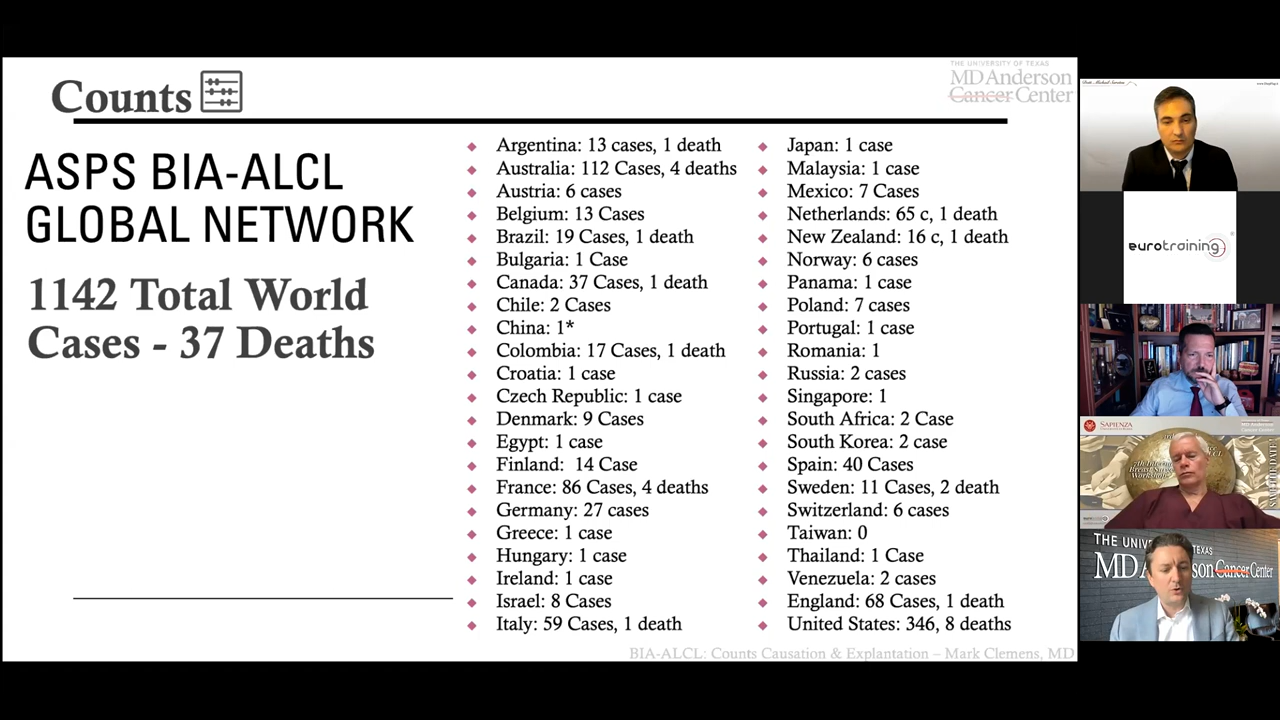 Counts
THE UNIVERSITY OF TEXAS
MD Anderson
Cancer Center
ASPS BIA-ALCL
GLOBAL NETWORK
1142 Total World
Cases - 37 Deaths
Argentina: 13 cases, 1 death
Australia: 112 Cases, 4 deaths
Austria: 6 cases
Belgium: 13 Cases
Brazil: 19 Cases, 1 death
Bulgaria: 1 Case
Canada: 37 Cases, 1 death
Chile: 2 Cases
China: 1*
Colombia: 17 Cases, 1 death
Croatia: 1 case
Czech Republic: 1 case
Denmark: 9 Cases
Egypt: 1 case
Finland: 14 Case
France: 86 Cases, 4 deaths
Germany: 27 cases
Greece: 1 case
Hungary: 1 case
Ireland: 1 case
Israel: 8 Cases
Italy: 59 Cases, 1 death
Japan: 1 case
Malaysia: 1 case
Mexico: 7 Cases
Netherlands: 65 c, 1 death
New Zealand: 16 c, 1 death
Norway: 6 cases
Panama: 1 case
Poland: 7 cases
Portugal: 1 case
Romania: 1
Russia: 2 cases
Singapore: 1
South Africa: 2 Case
South Korea: 2 case
Spain: 40 Cases
Sweden: 11 Cases, 2 death
Switzerland: 6 cases
Taiwan: 0
Thailand: 1 Case
Venezuela: 2 cases
England: 68 Cases, 1 death
United States: 346, 8 deaths
BIA-ALCL: Counts Causation & Explantation – Mark Clemens, MD
eurotraining
SAPIENZA
THE UNIV TEXAS
MD A son Cancer Center